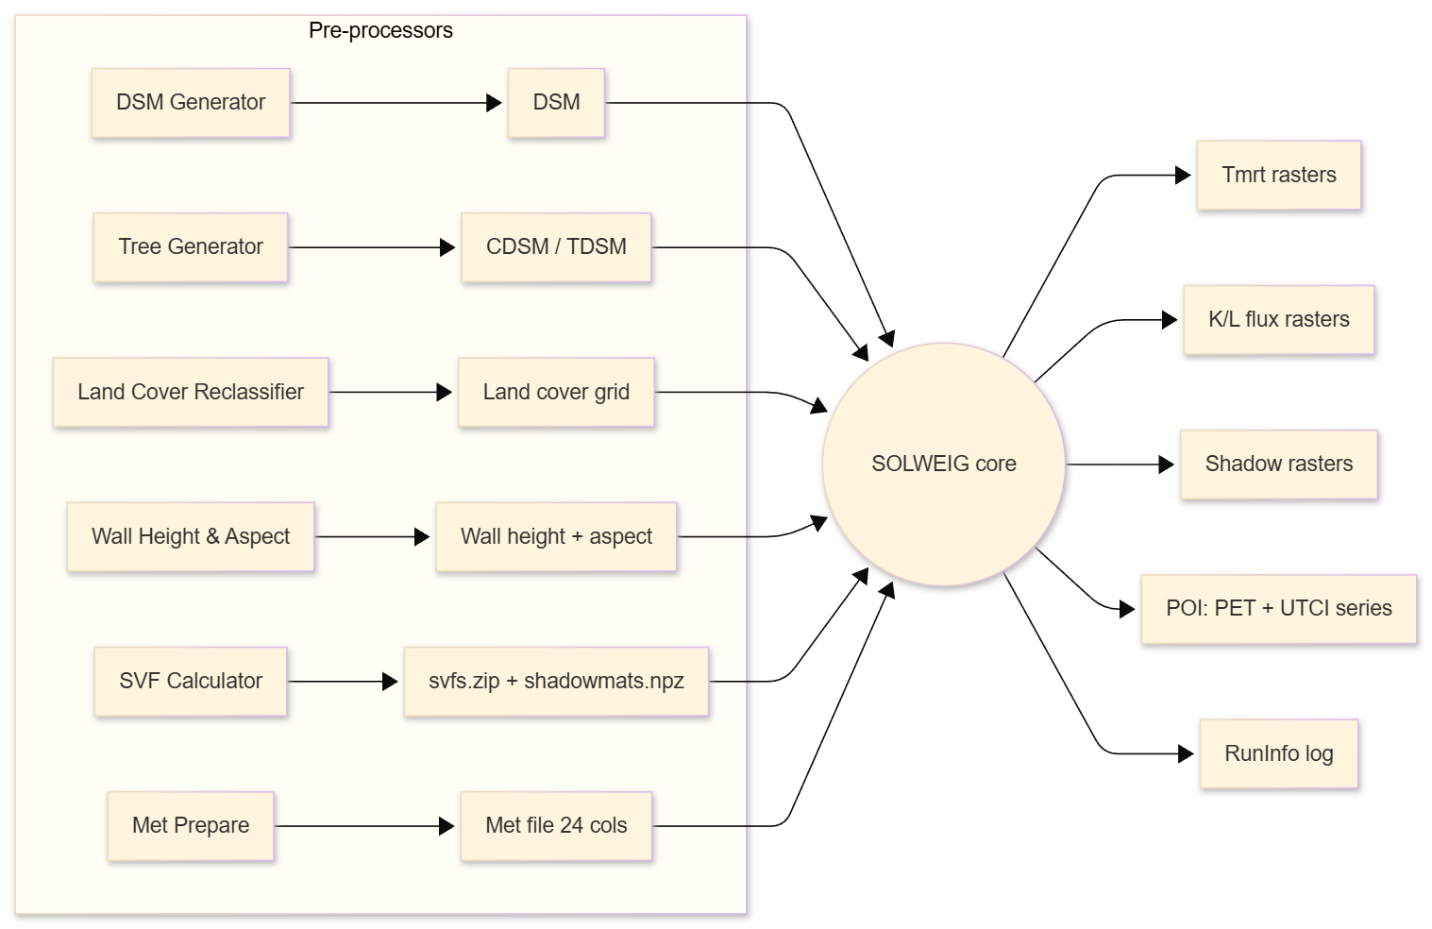 Pre-processors
DSM Generator
DSM
Tree Generator
CDSM / TDSM
Land Cover Reclassifier
Land cover grid
Wall Height & Aspect
Wall height + aspect
SVF Calculator
svfs.zip + shadowmats.npz
Met Prepare
Met file 24 cols
SOLWEIG core
Tmrt rasters
K/L flux rasters
Shadow rasters
POI: PET + UTCI series
RunInfo log